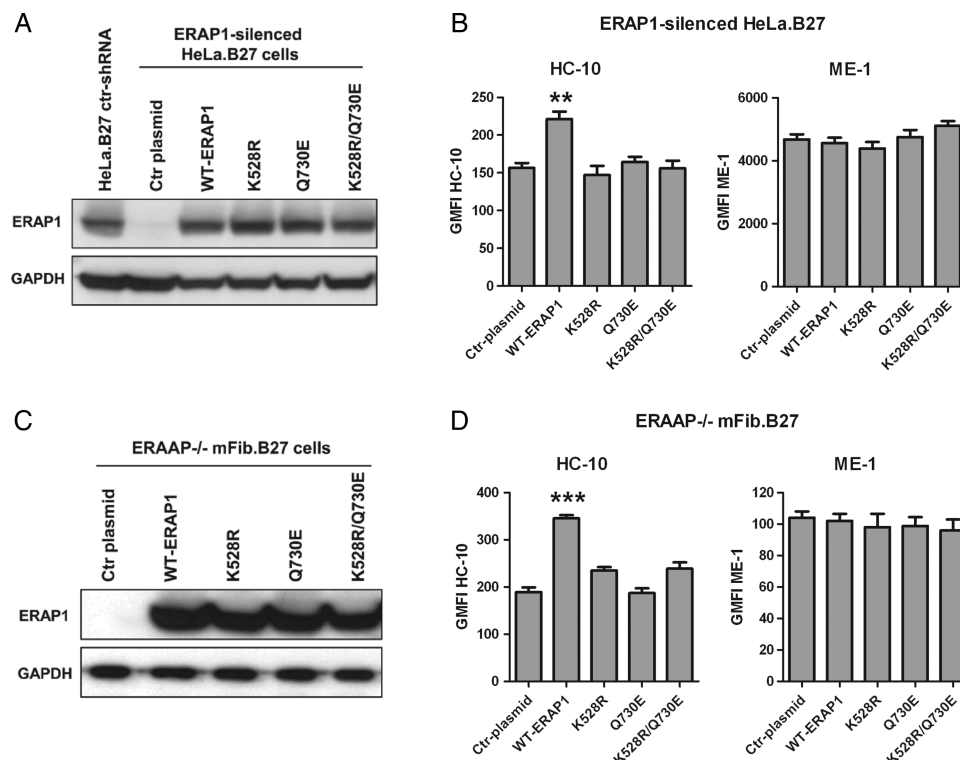 A
ERAP1-silenced
HeLa.B27 cells
HeLa.B27 ctr-shRNA
Ctr plasmid
WT-ERAP1
K528R
Q730E
K528R/Q730E
ERAP1
GAPDH
B
ERAP1-silenced HeLa.B27
HC-10
GMFI HC-10
250
200
150
100
50
0
**
Ctr-plasmid
WT-ERAP1
K528R
Q730E
K528R/Q730E
ME-1
GMFI ME-1
6000
4000
2000
0
Ctr-plasmid
WT-ERAP1
K528R
Q730E
K528R/Q730E
C
ERAAP-/- mFib.B27 cells
Ctr plasmid
WT-ERAP1
K528R
Q730E
K528R/Q730E
ERAP1
GAPDH
D
ERAAP-/- mFib.B27
HC-10
GMFI HC-10
400
300
200
100
0
***
Ctr-plasmid
WT-ERAP1
K528R
Q730E
K528R/Q730E
ME-1
GMFI ME-1
120
100
80
60
40
20
0
Ctr-plasmid
WT-ERAP1
K528R
Q730E
K528R/Q730E